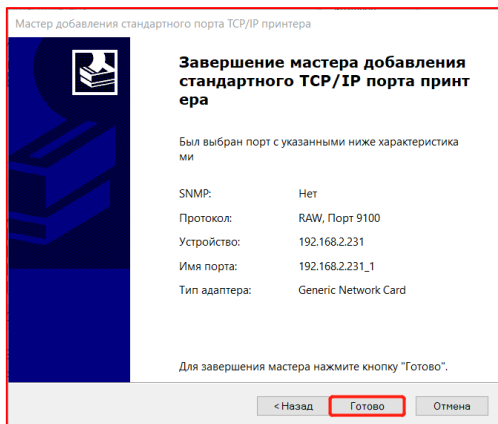 Мастер добавления стандартного порта TCP/IP принтера
Завершение мастера добавления
стандартного TCP/IP порта принт
ера
Был выбран порт с указанными ниже характеристика
ми
SNMP: Нет
Протокол: RAW, Порт 9100
Устройство: 192.168.2.231
Имя порта: 192.168.2.231_1
Тип адаптера: Generic Network Card
Для завершения мастера нажмите кнопку "Готово".
< Назад Готово Отмена